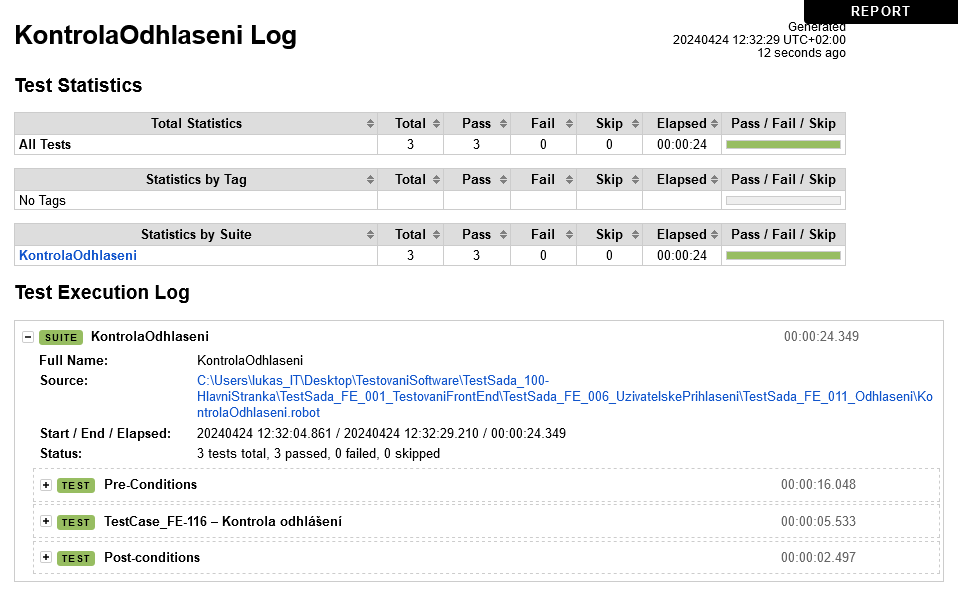 REPORT
KontrolaOdhlaseni Log
Generated
20240424 12:32:29 UTC+02:00
12 seconds ago
Test Statistics
Total Statistics Total Pass Fail Skip Elapsed Pass / Fail / Skip
All Tests 3 3 0 0 00:00:24
Statistics by Tag Total Pass Fail Skip Elapsed Pass / Fail / Skip
No Tags
Statistics by Suite Total Pass Fail Skip Elapsed Pass / Fail / Skip
KontrolaOdhlaseni 3 3 0 0 00:00:24
Test Execution Log
SUITE KontrolaOdhlaseni 00:00:24.349
Full Name: KontrolaOdhlaseni
Source: C:\Users\lukas_IT\Desktop\TestovaniSoftware\TestSada_100-
HlavniStranka\TestSada_FE_001_TestovaniFrontEnd\TestSada_FE_006_UzivatelskePrihlaseni\TestSada_FE_011_Odhlaseni\Ko
ntrolaOdhlaseni.robot
Start / End / Elapsed: 20240424 12:32:04.861 / 20240424 12:32:29.210 / 00:00:24.349
Status: 3 tests total, 3 passed, 0 failed, 0 skipped
TEST Pre-Conditions 00:00:16.048
TEST TestCase_FE-116 – Kontrola odhlášení 00:00:05.533
TEST Post-conditions 00:00:02.497